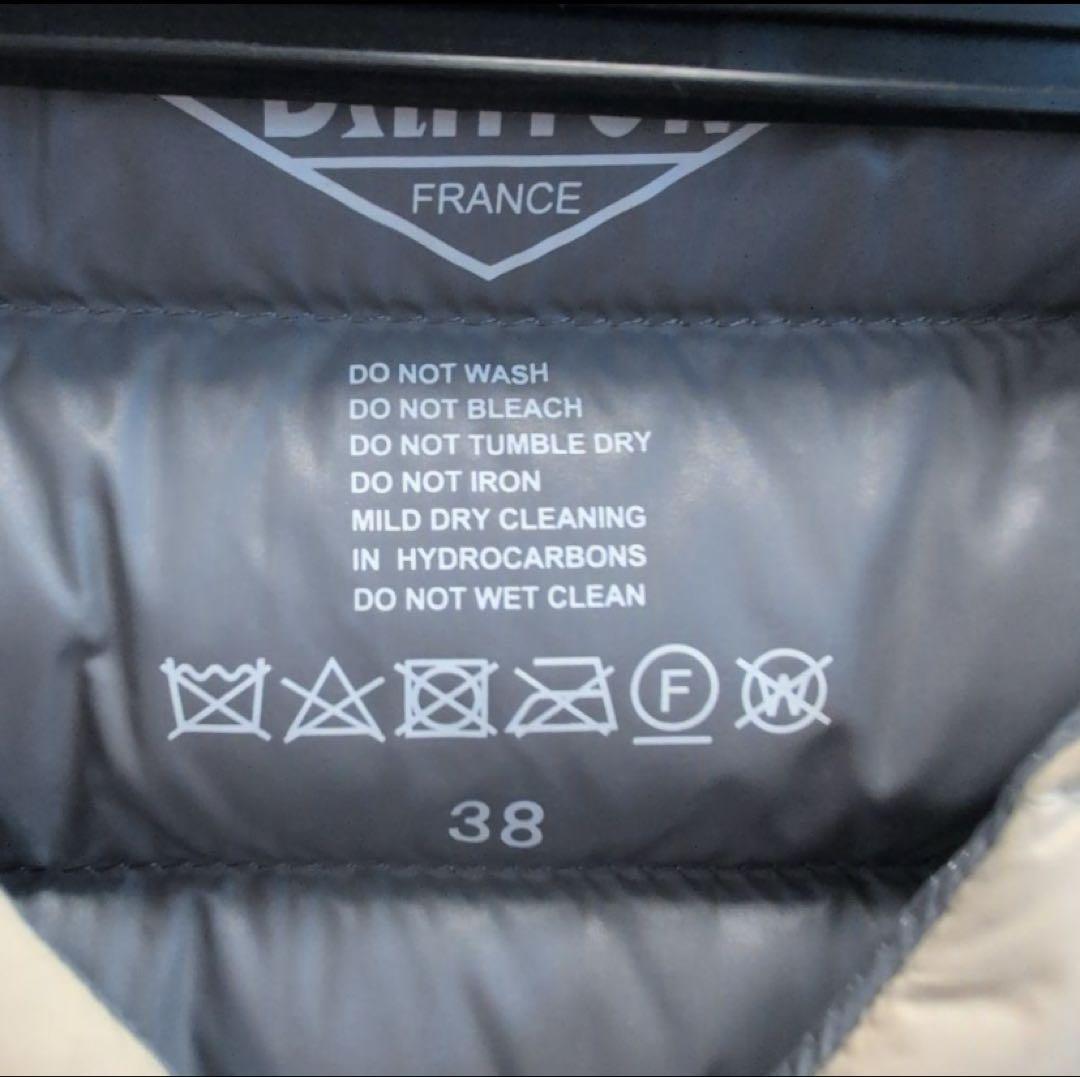 FRANCE
DO NOT WASH
DO NOT BLEACH
DO NOT TUMBLE DRY
DO NOT IRON
MILD DRY CLEANING
IN HYDROCARBONS
DO NOT WET CLEAN
F W
38